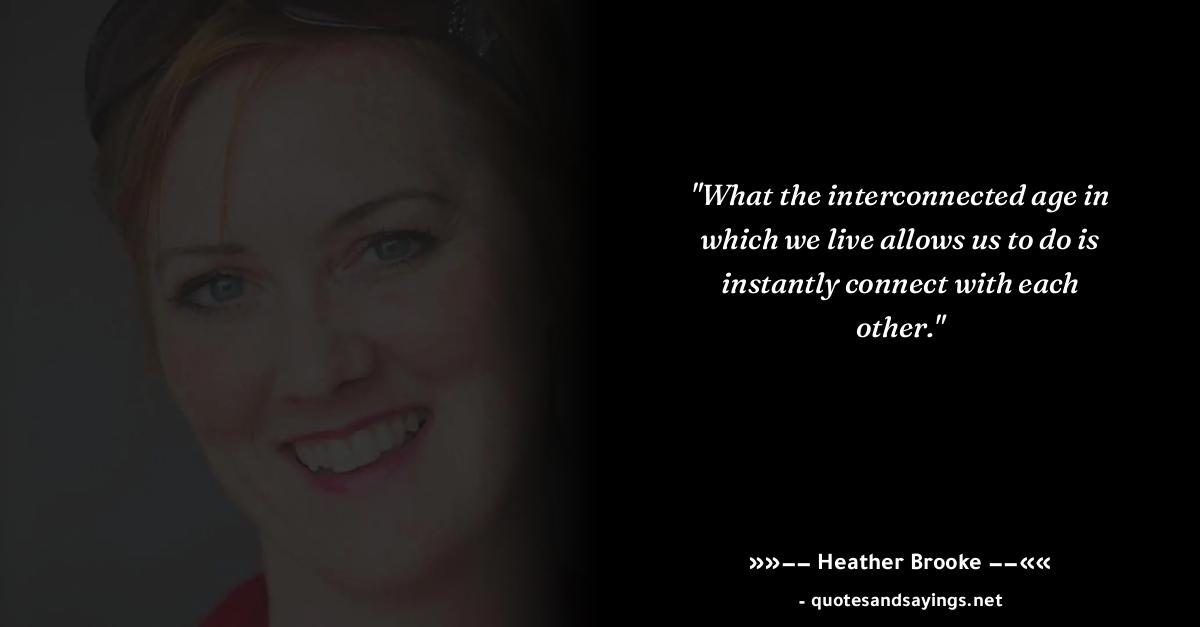 "What the interconnected age in
which we live allows us to do is
instantly connect with each
other."
»»–– Heather Brooke ––««
- quotesandsayings.net